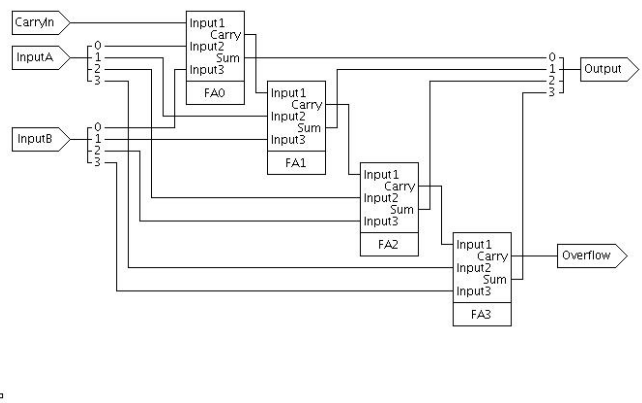 CarryIn
InputA
InputB
0
1
2
3
0
1
2
3
Input1
Carry
Input2
Sum
Input3
FA0
Input1
Carry
Input2
Sum
Input3
FA1
Input1
Carry
Input2
Sum
Input3
FA2
Input1
Carry
Input2
Sum
Input3
FA3
0
1
2
3
Output
Overflow